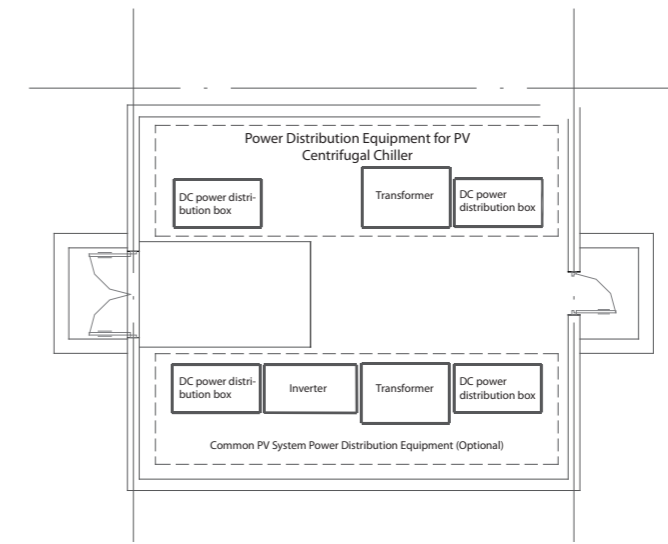 Power Distribution Equipment for PV
Centrifugal Chiller
DC power distri-
bution box
Transformer
DC power
distribution box
DC power distri-
bution box
Inverter
Transformer
DC power
distribution box
Common PV System Power Distribution Equipment (Optional)